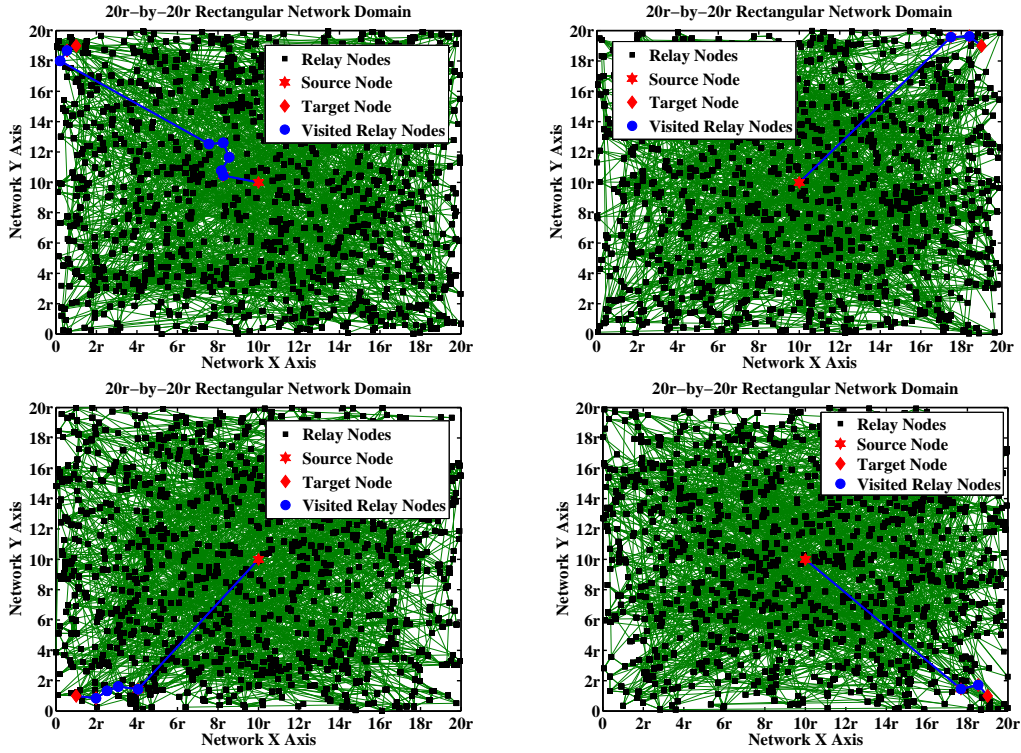 20r−by−20r Rectangular Network Domain
20r
18r
16r
14r
12r
10r
8r
6r
4r
2r
0
Network Y Axis
Relay Nodes
Source Node
Target Node
Visited Relay Nodes
0 2r 4r 6r 8r 10r 12r 14r 16r 18r 20r
Network X Axis
20r−by−20r Rectangular Network Domain
20r
18r
16r
14r
12r
10r
8r
6r
4r
2r
0
Network Y Axis
Relay Nodes
Source Node
Target Node
Visited Relay Nodes
0 2r 4r 6r 8r 10r 12r 14r 16r 18r 20r
Network X Axis
20r−by−20r Rectangular Network Domain
20r
18r
16r
14r
12r
10r
8r
6r
4r
2r
0
Network Y Axis
Relay Nodes
Source Node
Target Node
Visited Relay Nodes
0 2r 4r 6r 8r 10r 12r 14r 16r 18r 20r
Network X Axis
20r−by−20r Rectangular Network Domain
20r
18r
16r
14r
12r
10r
8r
6r
4r
2r
0
Network Y Axis
Relay Nodes
Source Node
Target Node
Visited Relay Nodes
0 2r 4r 6r 8r 10r 12r 14r 16r 18r 20r
Network X Axis